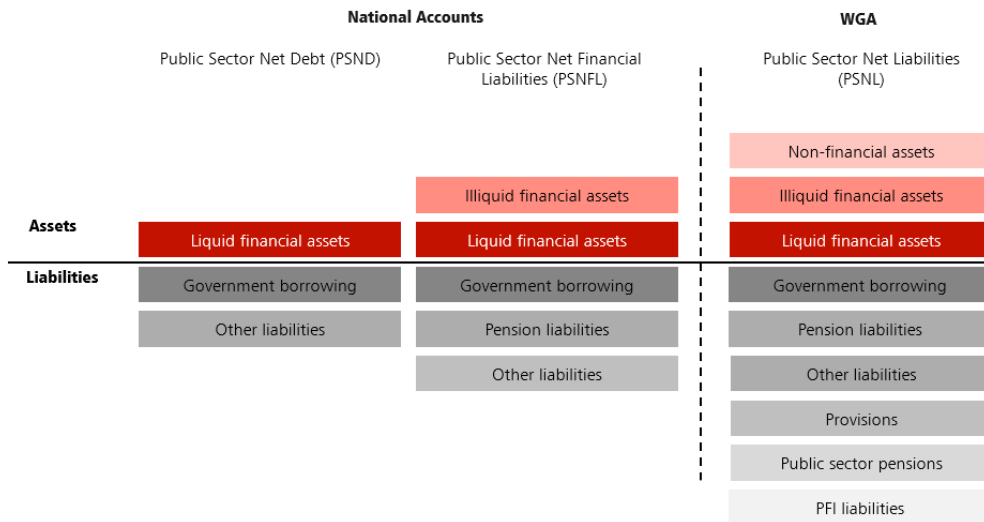 National Accounts
WGA
Public Sector Net Debt (PSND)
Public Sector Net Financial
Liabilities (PSNFL)
Public Sector Net Liabilities
(PSNL)
Non-financial assets
Illiquid financial assets
Illiquid financial assets
Assets
Liquid financial assets
Liquid financial assets
Liquid financial assets
Liabilities
Government borrowing
Government borrowing
Government borrowing
Other liabilities
Pension liabilities
Pension liabilities
Other liabilities
Other liabilities
Provisions
Public sector pensions
PFI liabilities